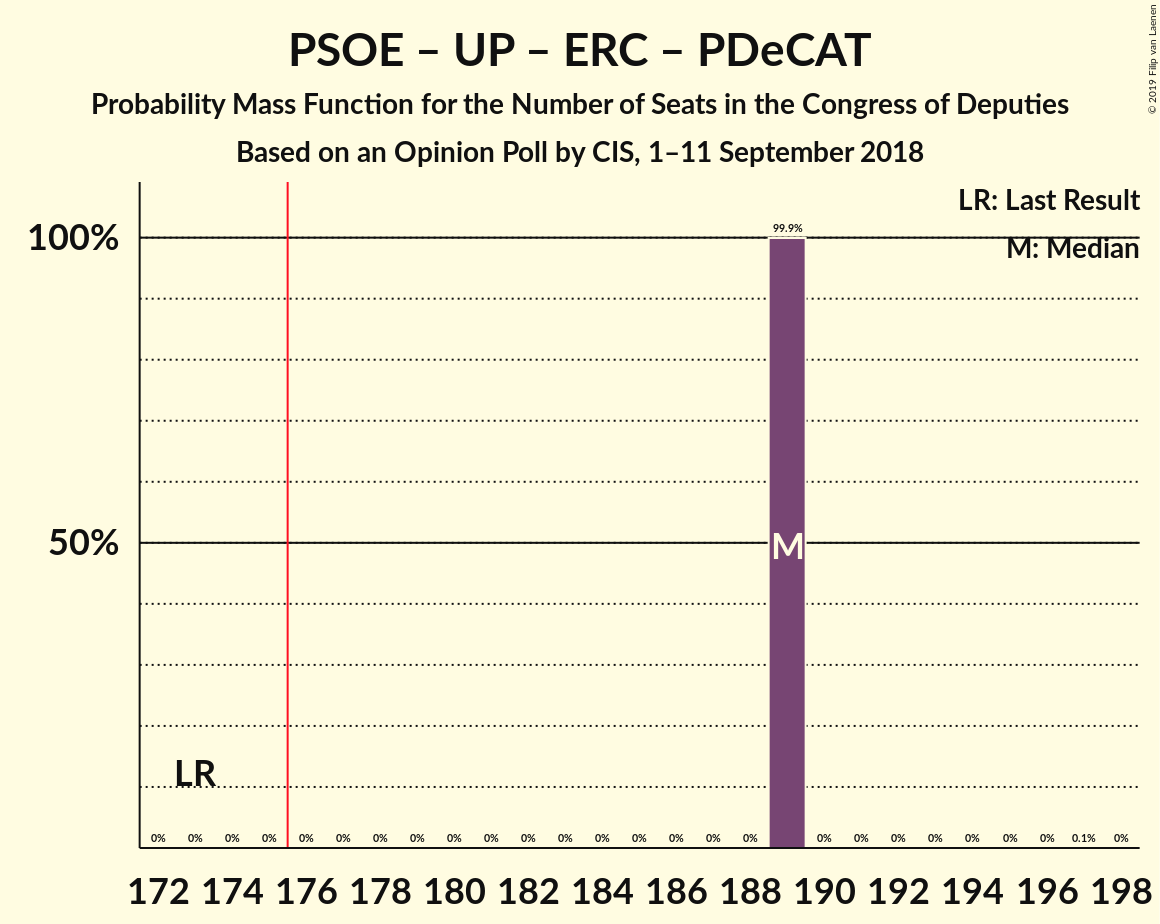 PSOE – UP – ERC – PDeCAT
Probability Mass Function for the Number of Seats in the Congress of Deputies
Based on an Opinion Poll by CIS, 1–11 September 2018
© 2019 Filip van Laenen
LR: Last Result
M: Median
100%
50%
99.9%
M
LR
0% 0% 0% 0% 0% 0% 0% 0% 0% 0% 0% 0% 0% 0% 0% 0% 0% 0% 0% 0% 0% 0% 0% 0% 0.1% 0%
172 174 176 178 180 182 184 186 188 190 192 194 196 198